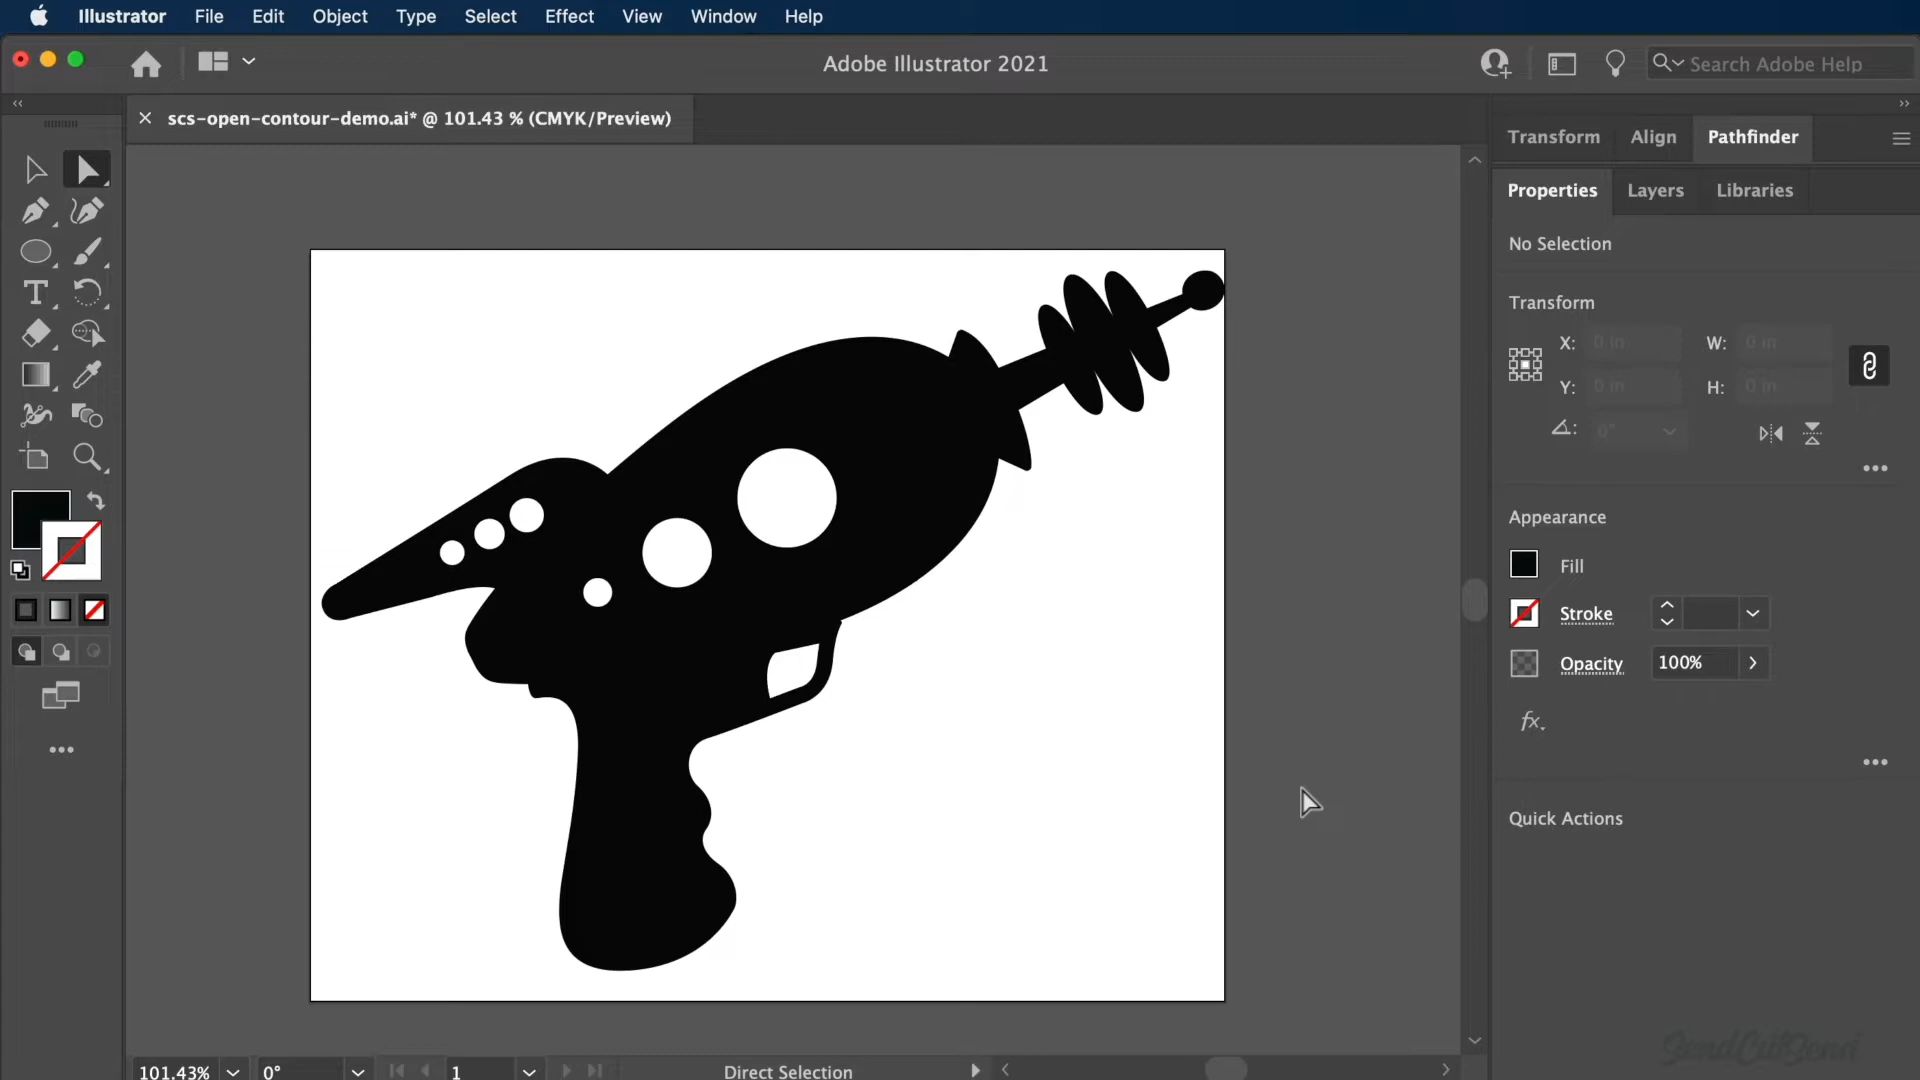 Illustrator File Edit Object Type Select Effect View Window Help
Adobe Illustrator 2021
Search Adobe Help
scs-open-contour-demo.ai* @ 101.43 % (CMYK/Preview)
Transform Align Pathfinder
Properties Layers Libraries
No Selection
Transform
X: 0 in W: 0 in
Y: 0 in H: 0 in
0°
Appearance
Fill
Stroke
Opacity 100%
fx.
Quick Actions
SendCutSend
101.43% 0° 1 Direct Selection